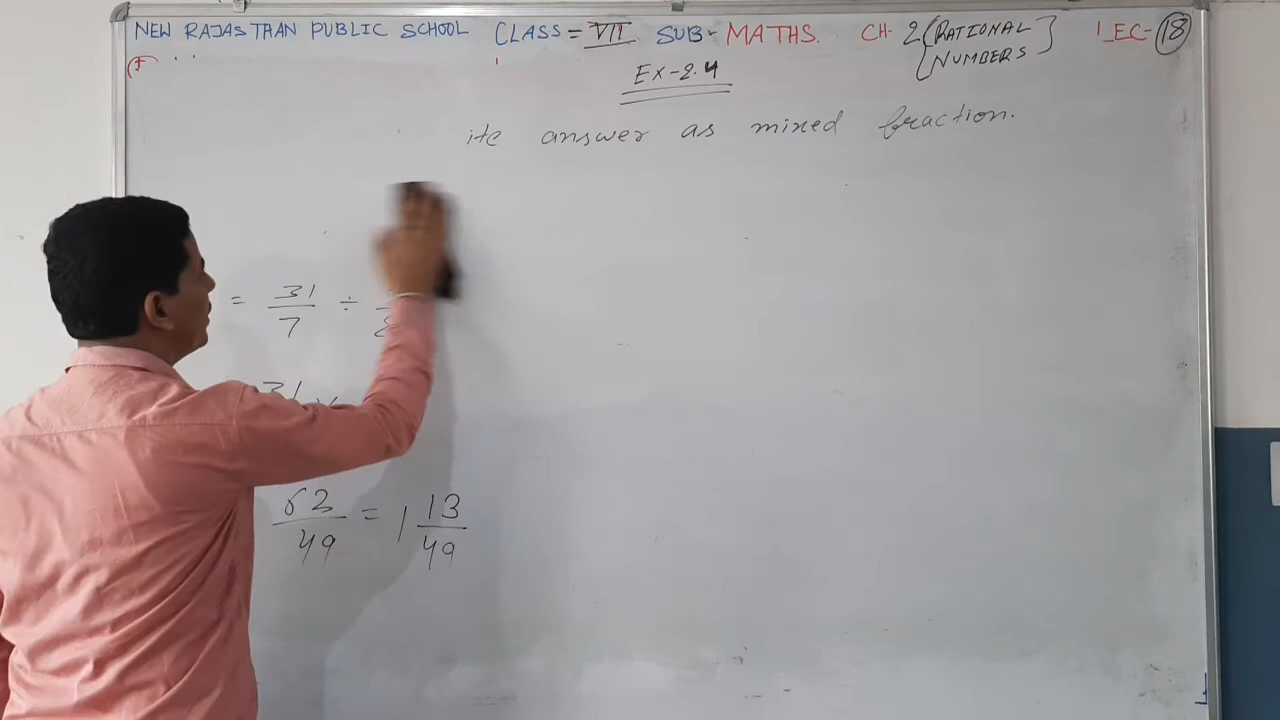 NEW RAJASTHAN PUBLIC SCHOOL CLASS = VII SUB- MATHS. CH- 2 (RATIONAL NUMBERS) LEC- 18
Ex-2.4
ite answer as mixed fraction.
= 31/7 ÷
31 ×
62/49 = 1 13/49